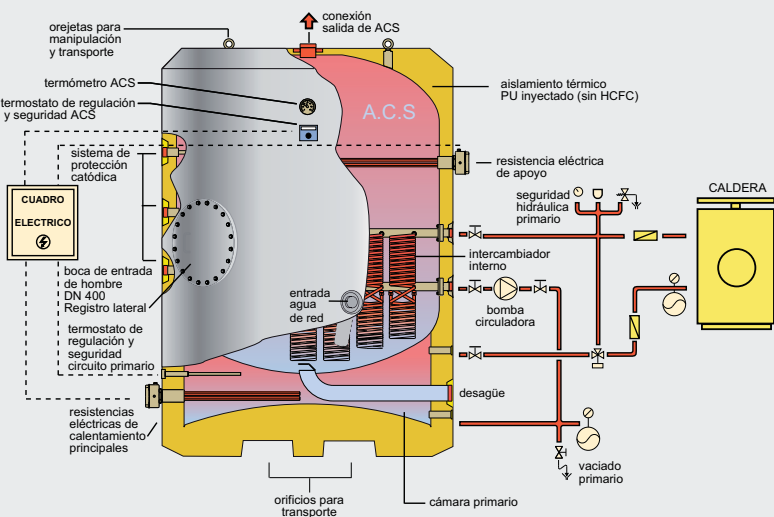 orejetas para
manipulación
y transporte
conexión
salida de ACS
termómetro ACS
termostato de regulación
y seguridad ACS
aislamiento térmico
PU inyectado (sin HCFC)
A.C.S
sistema de
protección
catódica
resistencia eléctrica
de apoyo
CUADRO
ELECTRICO
seguridad
hidráulica
primario
CALDERA
boca de entrada
de hombre
DN 400
Registro lateral
intercambiador
interno
entrada
agua
de red
bomba
circuladora
termostato de
regulación y
seguridad
circuito primario
desagüe
resistencias
eléctricas de
calentamiento
principales
orificios para
transporte
cámara primario
vaciado
primario